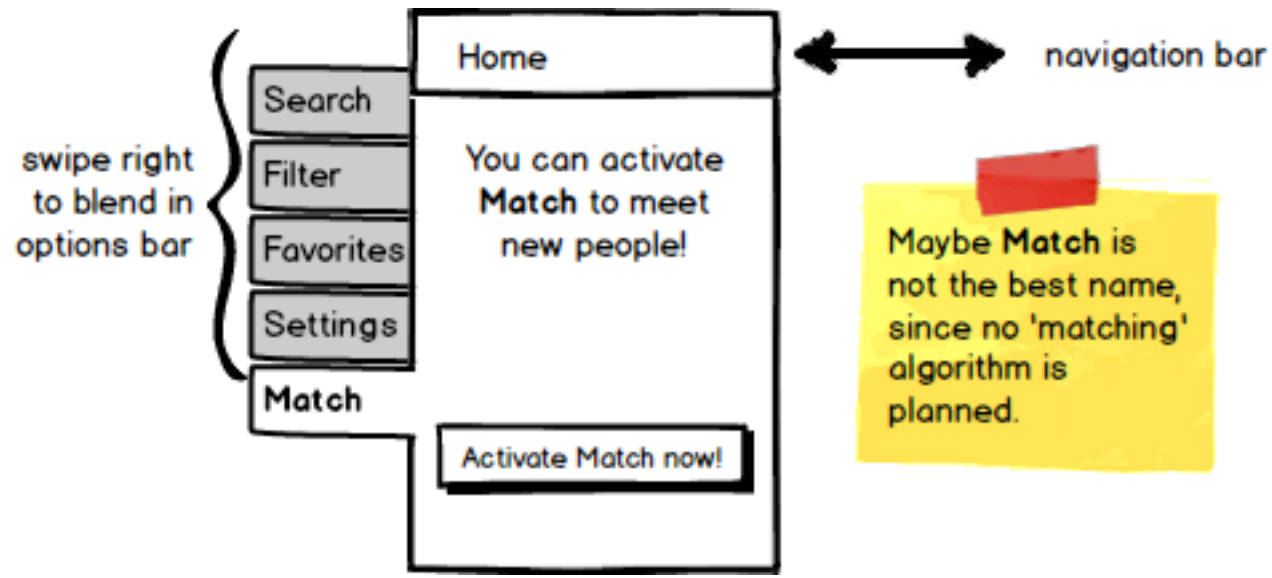 swipe right
to blend in
options bar
Search
Filter
Favorites
Settings
Match
Home
You can activate
Match to meet
new people!
Activate Match now!
navigation bar
Maybe Match is
not the best name,
since no 'matching'
algorithm is
planned.